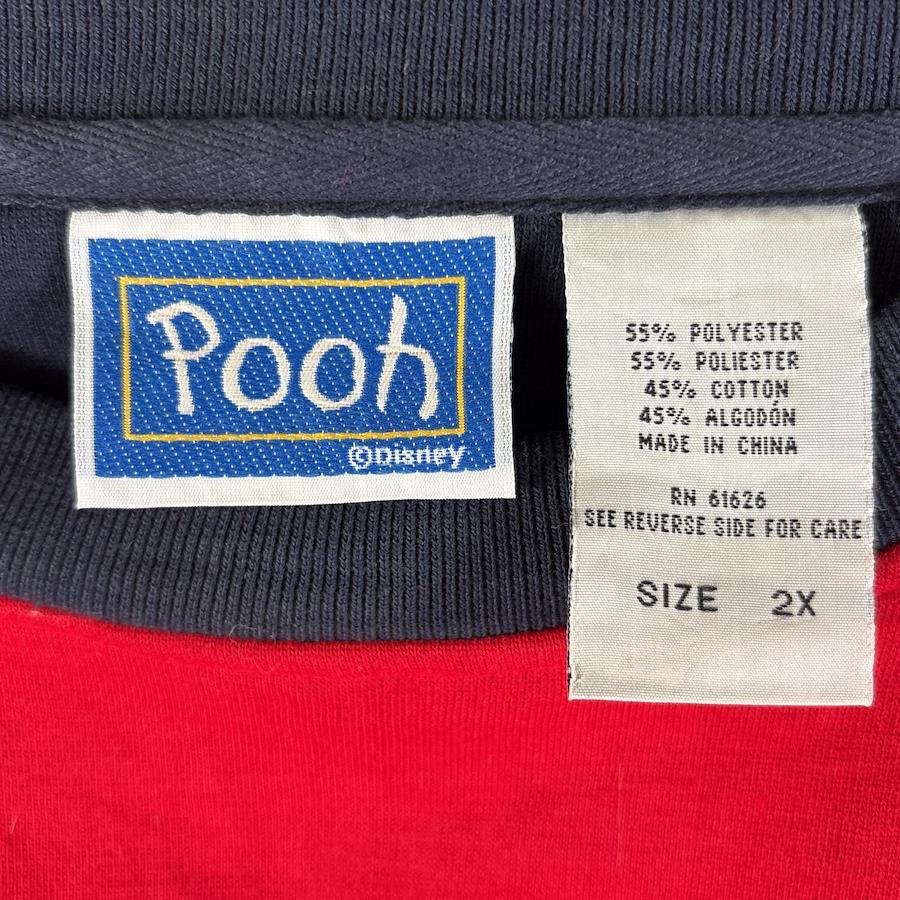 Pooh
©Disney
55% POLYESTER
55% POLIESTER
45% COTTON
45% ALGODÓN
MADE IN CHINA
RN 61626
SEE REVERSE SIDE FOR CARE
SIZE 2X